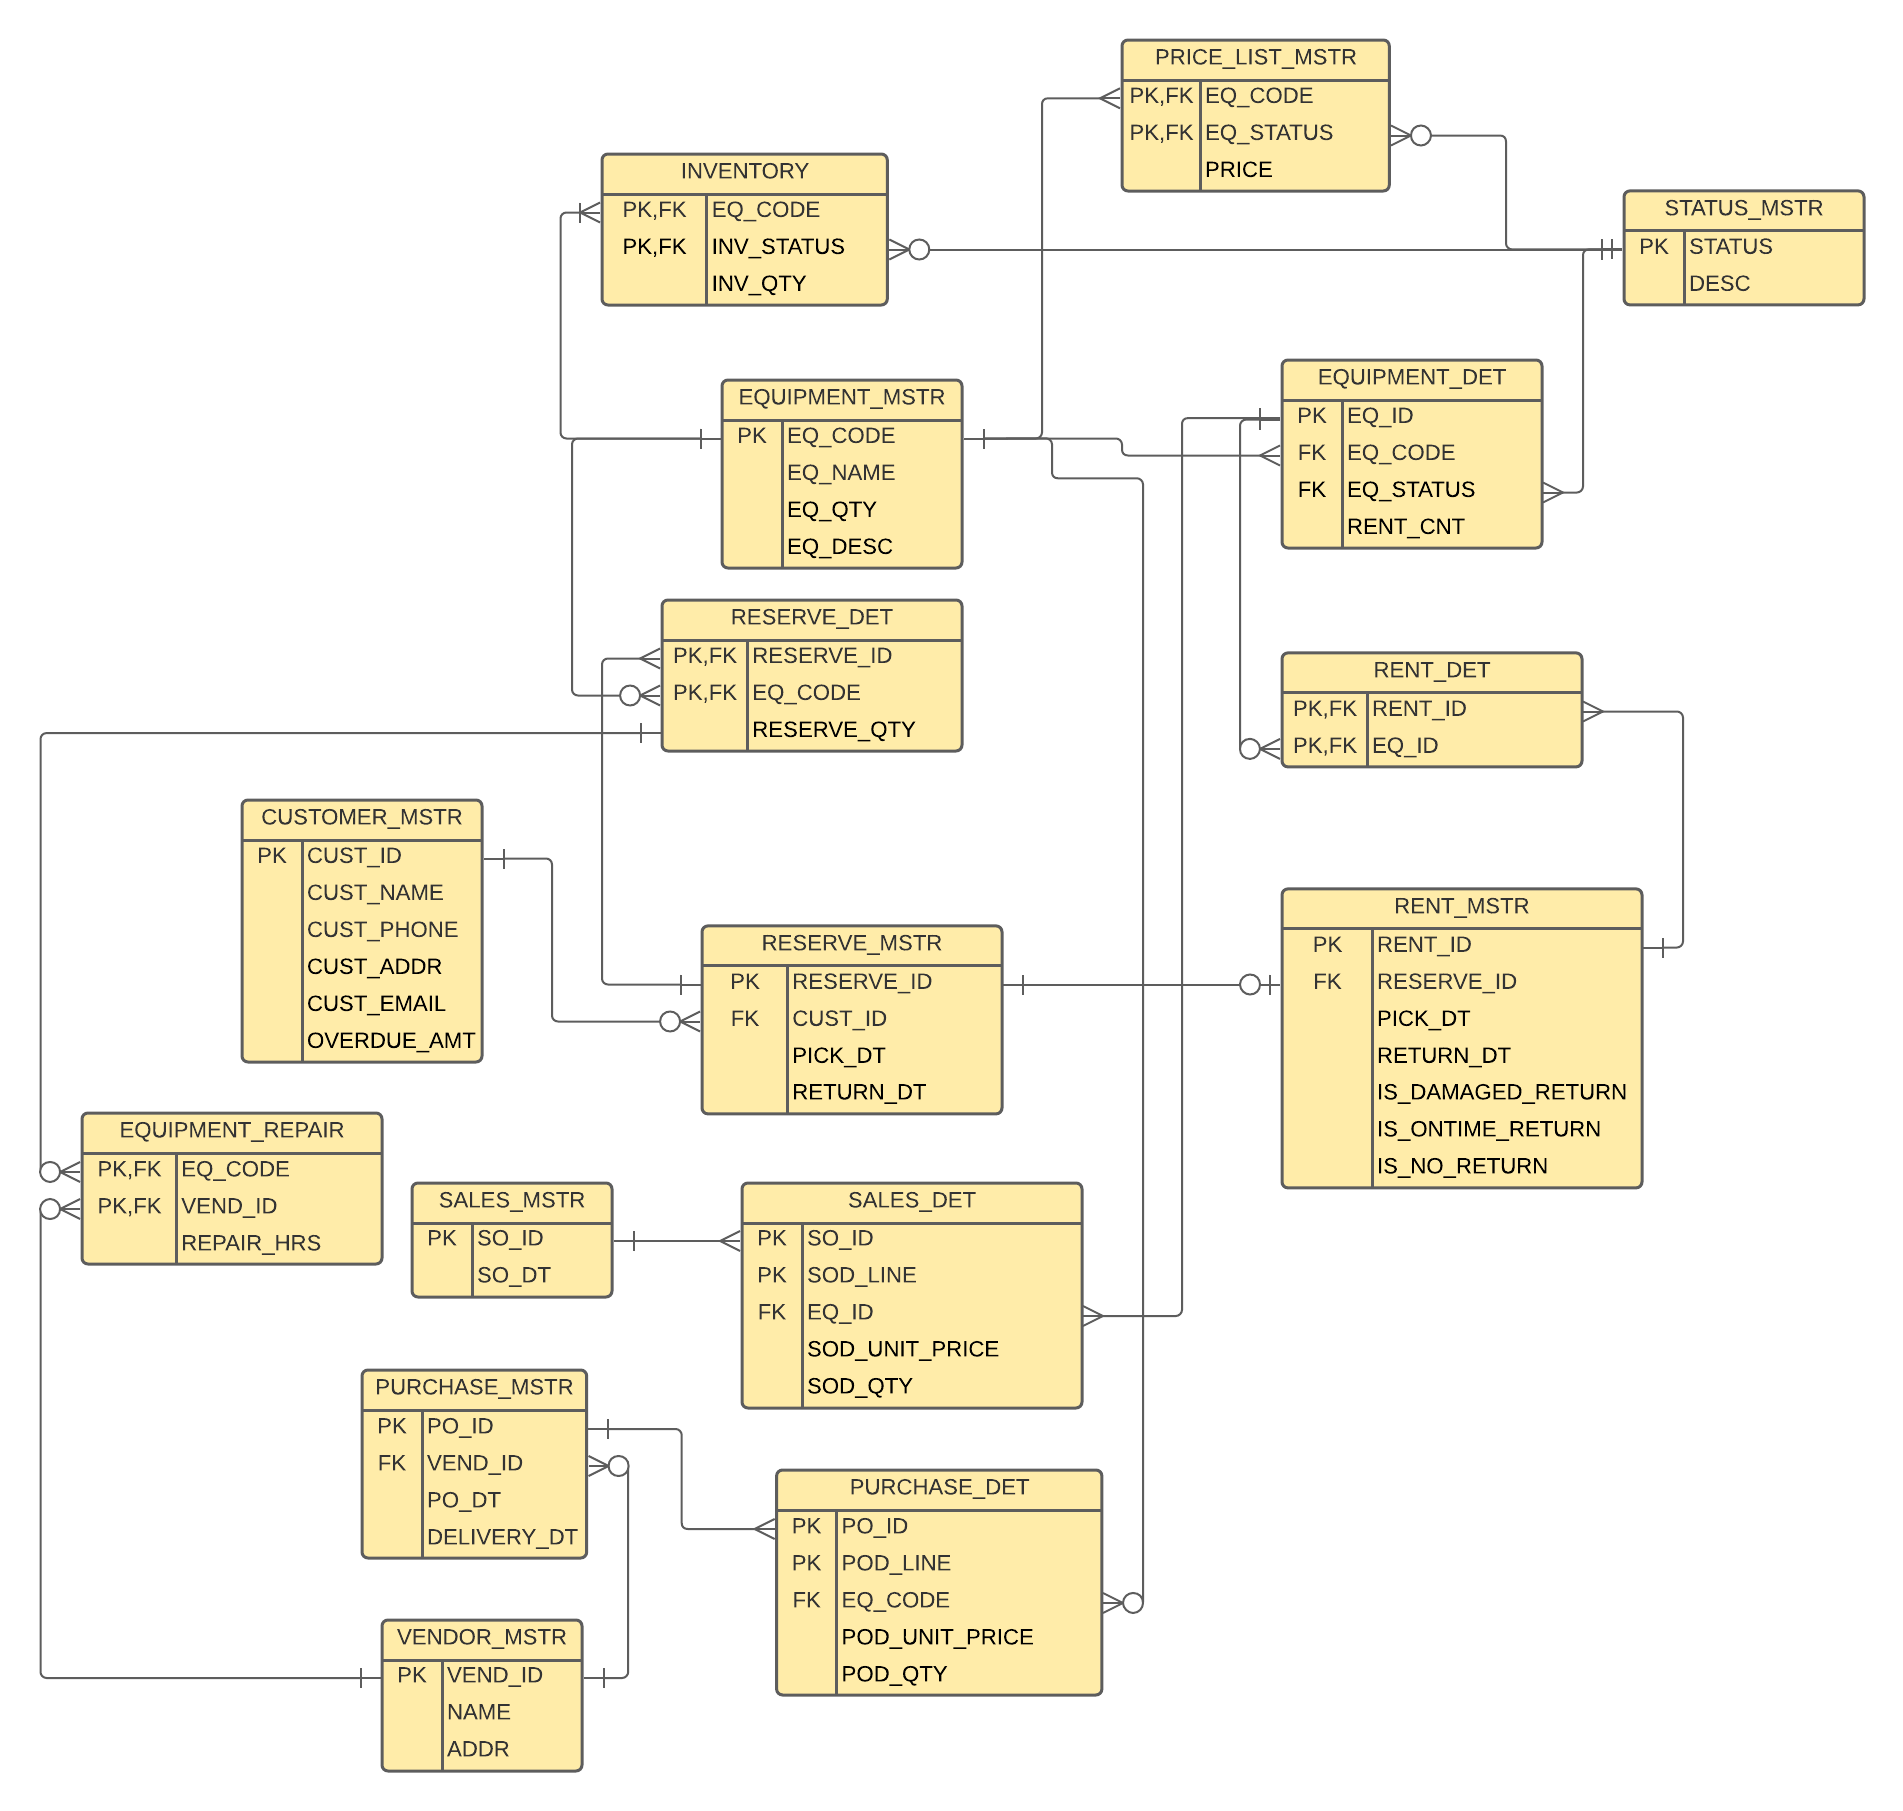 PRICE_LIST_MSTR
PK,FK EQ_CODE
PK,FK EQ_STATUS
PRICE
INVENTORY
PK,FK EQ_CODE
PK,FK INV_STATUS
INV_QTY
STATUS_MSTR
PK STATUS
DESC
EQUIPMENT_MSTR
PK EQ_CODE
EQ_NAME
EQ_QTY
EQ_DESC
EQUIPMENT_DET
PK EQ_ID
FK EQ_CODE
FK EQ_STATUS
RENT_CNT
RESERVE_DET
PK,FK RESERVE_ID
PK,FK EQ_CODE
RESERVE_QTY
RENT_DET
PK,FK RENT_ID
PK,FK EQ_ID
CUSTOMER_MSTR
PK CUST_ID
CUST_NAME
CUST_PHONE
CUST_ADDR
CUST_EMAIL
OVERDUE_AMT
RESERVE_MSTR
PK RESERVE_ID
FK CUST_ID
PICK_DT
RETURN_DT
RENT_MSTR
PK RENT_ID
FK RESERVE_ID
PICK_DT
RETURN_DT
IS_DAMAGED_RETURN
IS_ONTIME_RETURN
IS_NO_RETURN
EQUIPMENT_REPAIR
PK,FK EQ_CODE
PK,FK VEND_ID
REPAIR_HRS
SALES_MSTR
PK SO_ID
SO_DT
SALES_DET
PK SO_ID
PK SOD_LINE
FK EQ_ID
SOD_UNIT_PRICE
SOD_QTY
PURCHASE_MSTR
PK PO_ID
FK VEND_ID
PO_DT
DELIVERY_DT
PURCHASE_DET
PK PO_ID
PK POD_LINE
FK EQ_CODE
POD_UNIT_PRICE
POD_QTY
VENDOR_MSTR
PK VEND_ID
NAME
ADDR